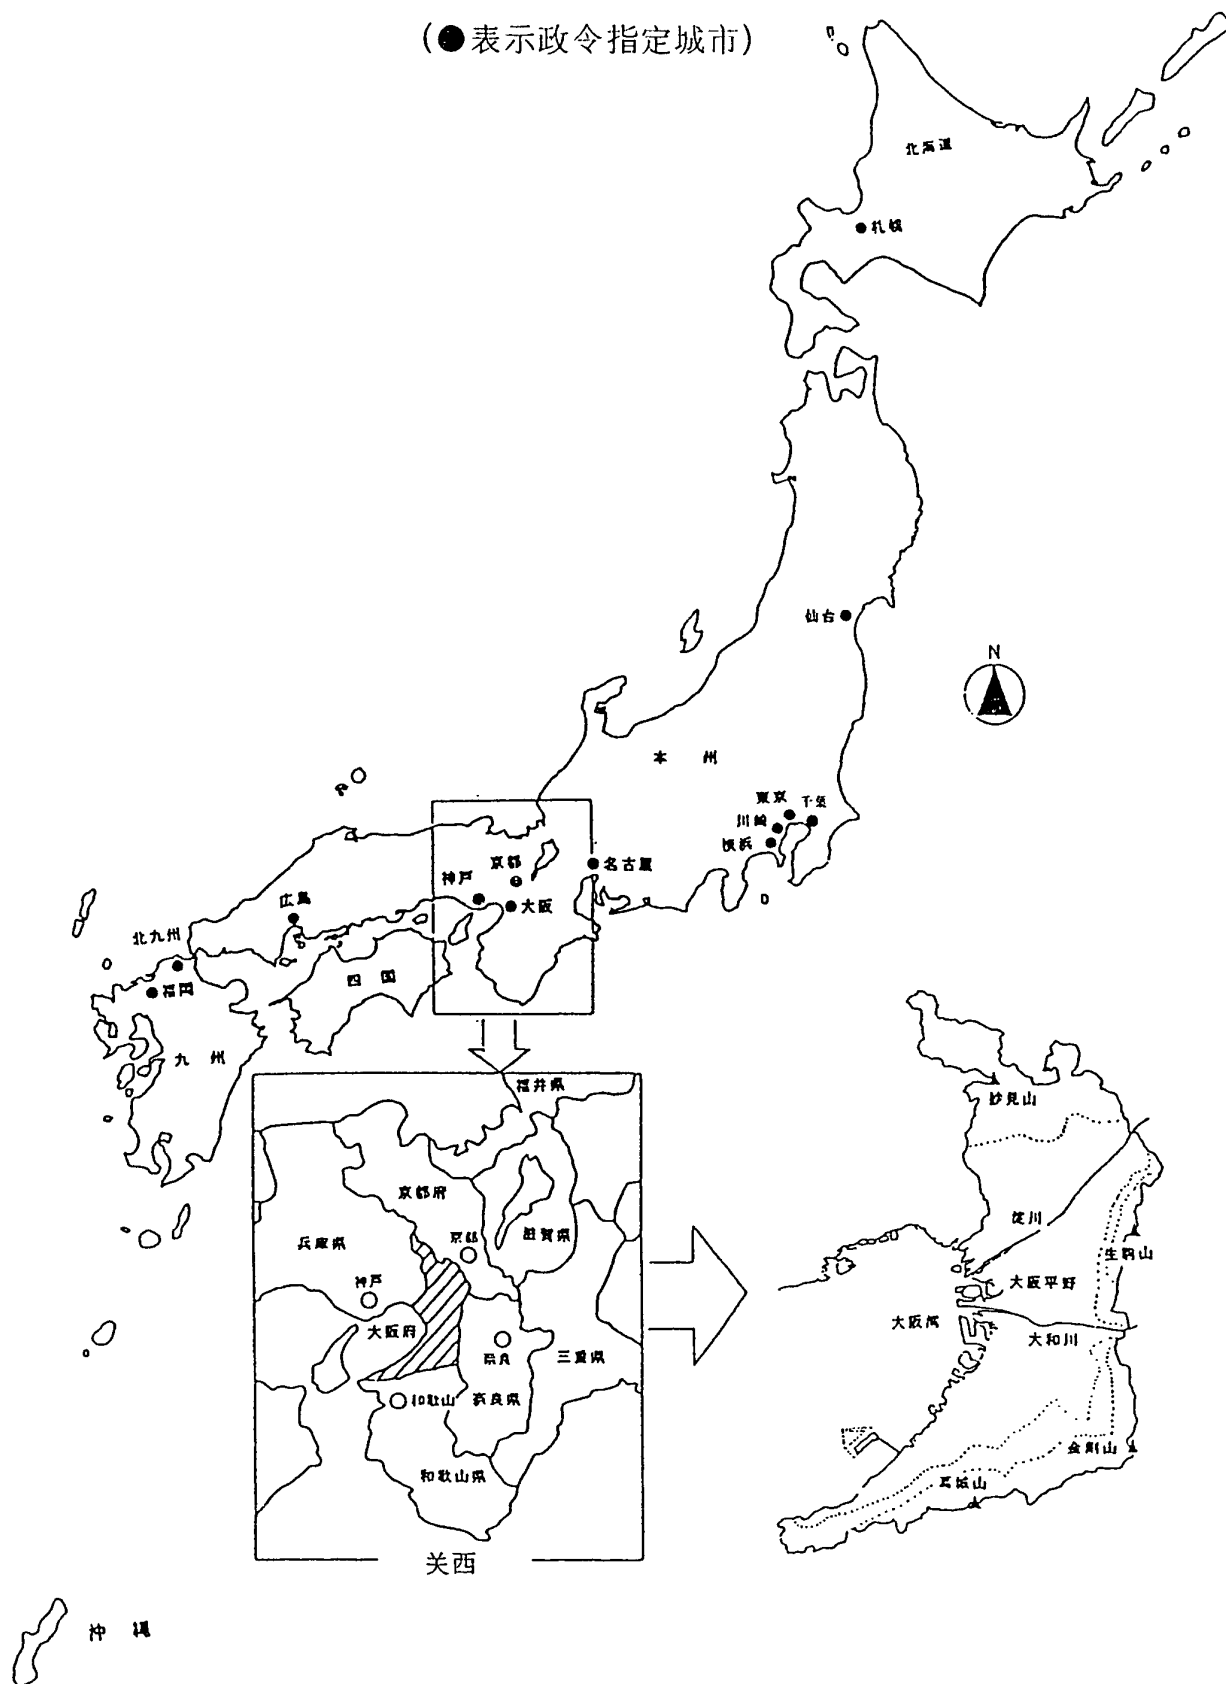 (●表示政令指定城市)
北海道
札幌
仙台
N
本州
東京
千葉
川崎
横浜
名古屋
京都
神戸
大阪
広島
北九州
福岡
四国
九州
福井県
京都府
京都
滋賀県
兵庫県
神戸
大阪府
奈良
三重県
和歌山
奈良県
和歌山県
关西
妙見山
淀川
生駒山
大阪平野
大阪湾
大和川
金剛山
葛城山
沖縄